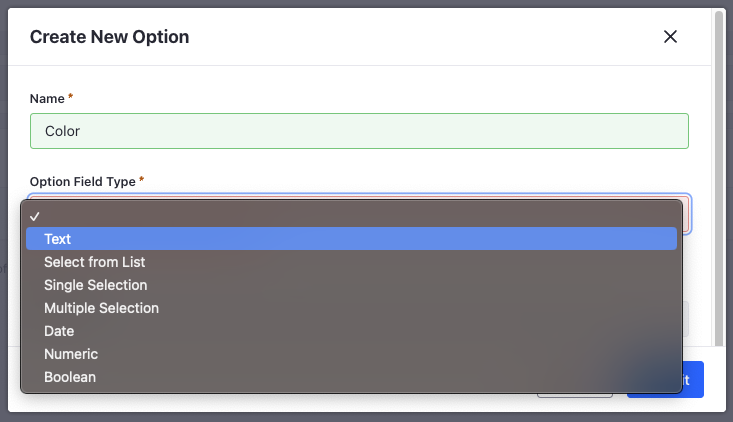 Create New Option
Name *
Color
Option Field Type *
Text
Select from List
Single Selection
Multiple Selection
Date
Numeric
Boolean